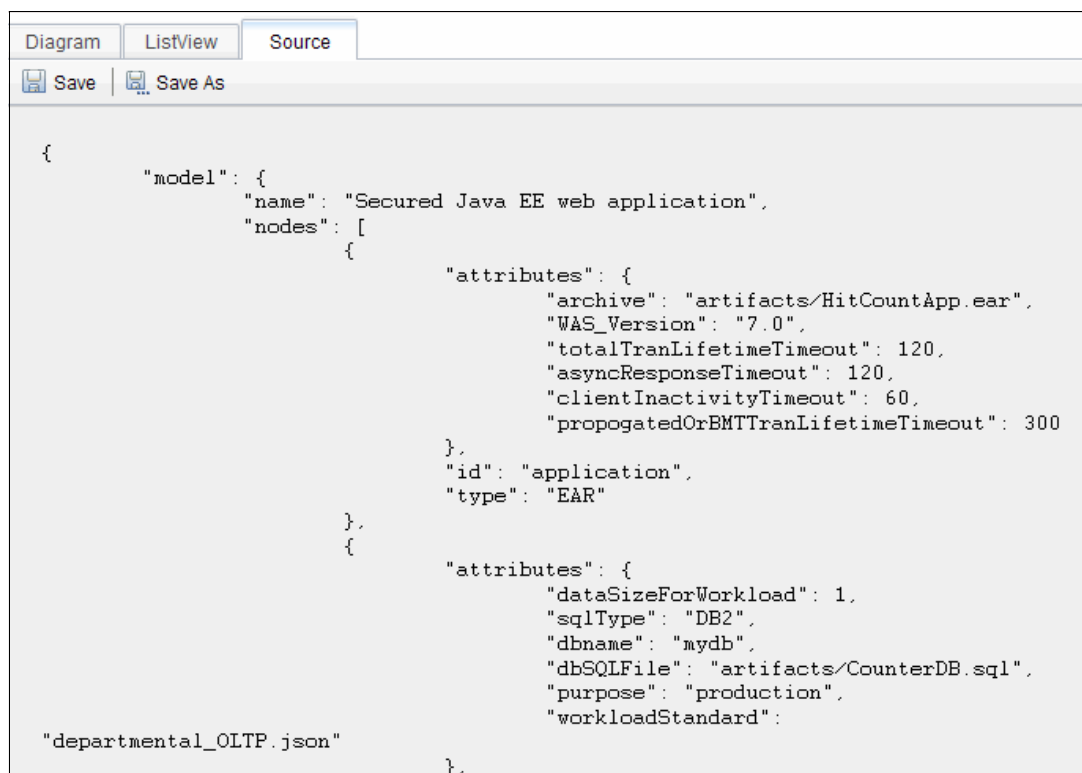 Diagram ListView Source
Save Save As
{
"model": {
"name": "Secured Java EE web application",
"nodes": [
{
"attributes": {
"archive": "artifacts/HitCountApp.ear",
"WAS_Version": "7.0",
"totalTranLifetimeTimeout": 120,
"asyncResponseTimeout": 120,
"clientInactivityTimeout": 60,
"propogatedOrBMTTranLifetimeTimeout": 300
},
"id": "application",
"type": "EAR"
},
{
"attributes": {
"dataSizeForWorkload": 1,
"sqlType": "DB2",
"dbname": "mydb",
"dbSQLFile": "artifacts/CounterDB.sql",
"purpose": "production",
"workloadStandard":
"departmental_OLTP.json"
},